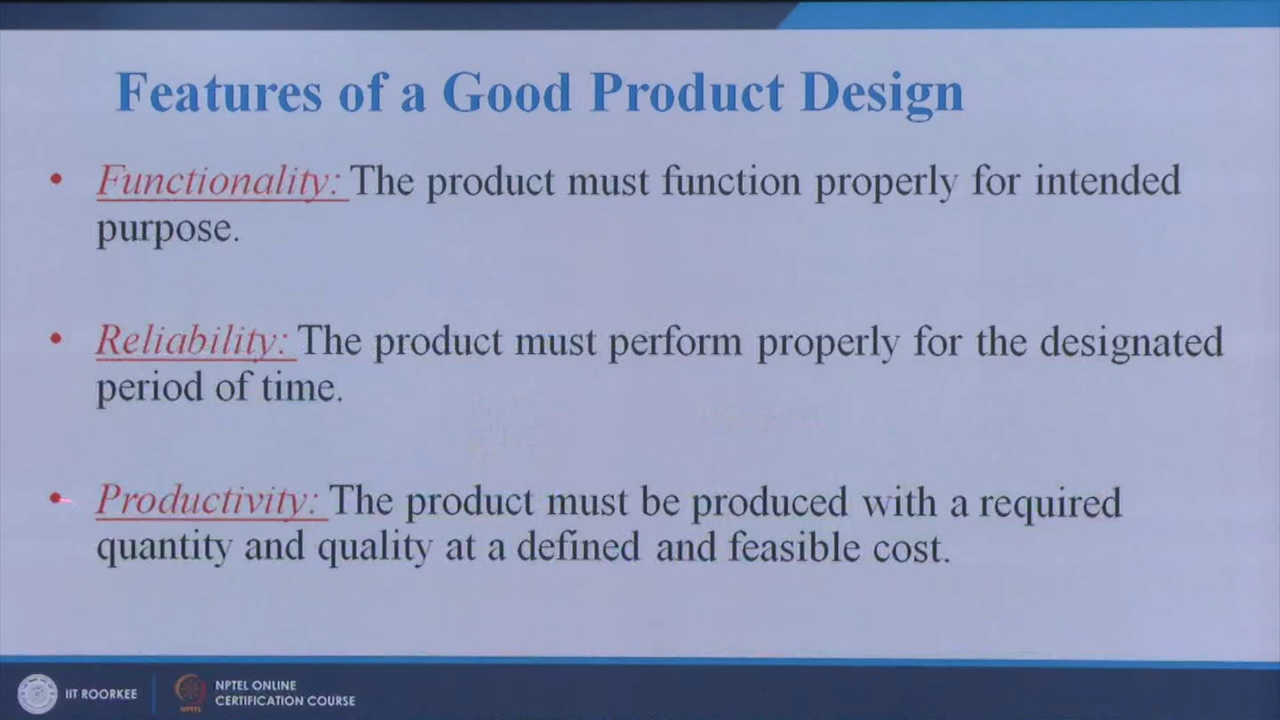 Features of a Good Product Design
• Functionality: The product must function properly for intended
purpose.
• Reliability: The product must perform properly for the designated
period of time.
• Productivity: The product must be produced with a required
quantity and quality at a defined and feasible cost.
IIT ROORKEE
NPTEL ONLINE
CERTIFICATION COURSE
NPTEL